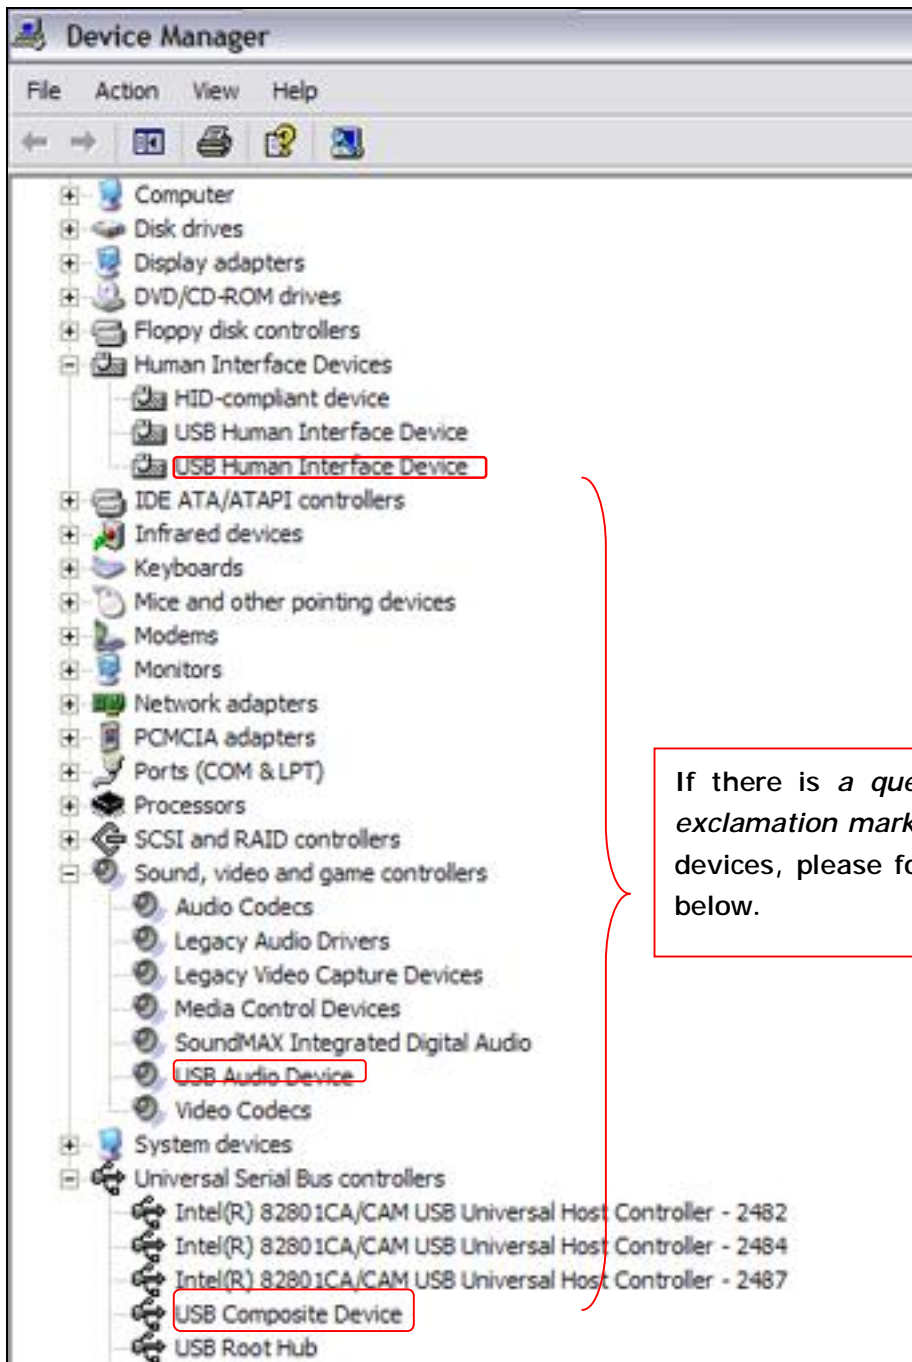 Device Manager
File Action View Help
Computer
Disk drives
Display adapters
DVD/CD-ROM drives
Floppy disk controllers
Human Interface Devices
HID-compliant device
USB Human Interface Device
USB Human Interface Device
IDE ATA/ATAPI controllers
Infrared devices
Keyboards
Mice and other pointing devices
Modems
Monitors
Network adapters
PCMCIA adapters
Ports (COM & LPT)
Processors
SCSI and RAID controllers
Sound, video and game controllers
Audio Codecs
Legacy Audio Drivers
Legacy Video Capture Devices
Media Control Devices
SoundMAX Integrated Digital Audio
USB Audio Device
Video Codecs
System devices
Universal Serial Bus controllers
Intel(R) 82801CA/CAM USB Universal Host Controller - 2482
Intel(R) 82801CA/CAM USB Universal Host Controller - 2484
Intel(R) 82801CA/CAM USB Universal Host Controller - 2487
USB Composite Device
USB Root Hub
If there is a que
exclamation mark
devices, please fo
below.